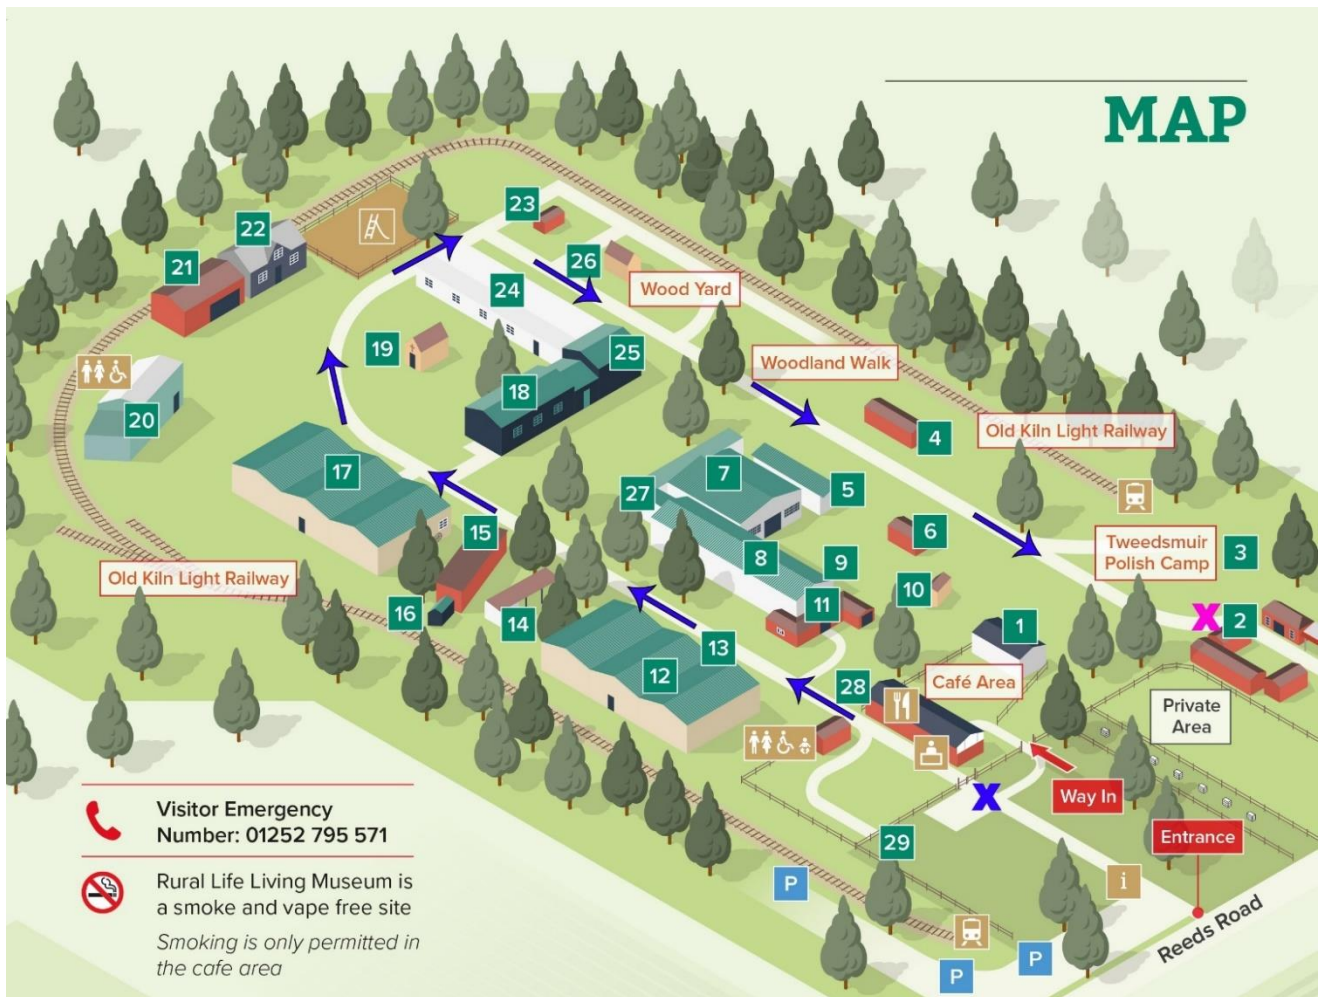 MAP
23
22
26
21
Wood Yard
24
19
25
Woodland Walk
18
20
4
Old Kiln Light Railway
17
7
5
27
15
6
8
Tweedsmuir
Polish Camp
3
9
Old Kiln Light Railway
10
11
16
14
1
2
X
13
12
28
Café Area
Private
Area
Way In
X
Visitor Emergency
Number: 01252 795 571
Entrance
29
P
i
Rural Life Living Museum is
a smoke and vape free site
Smoking is only permitted in
the cafe area
Reeds Road
P
P